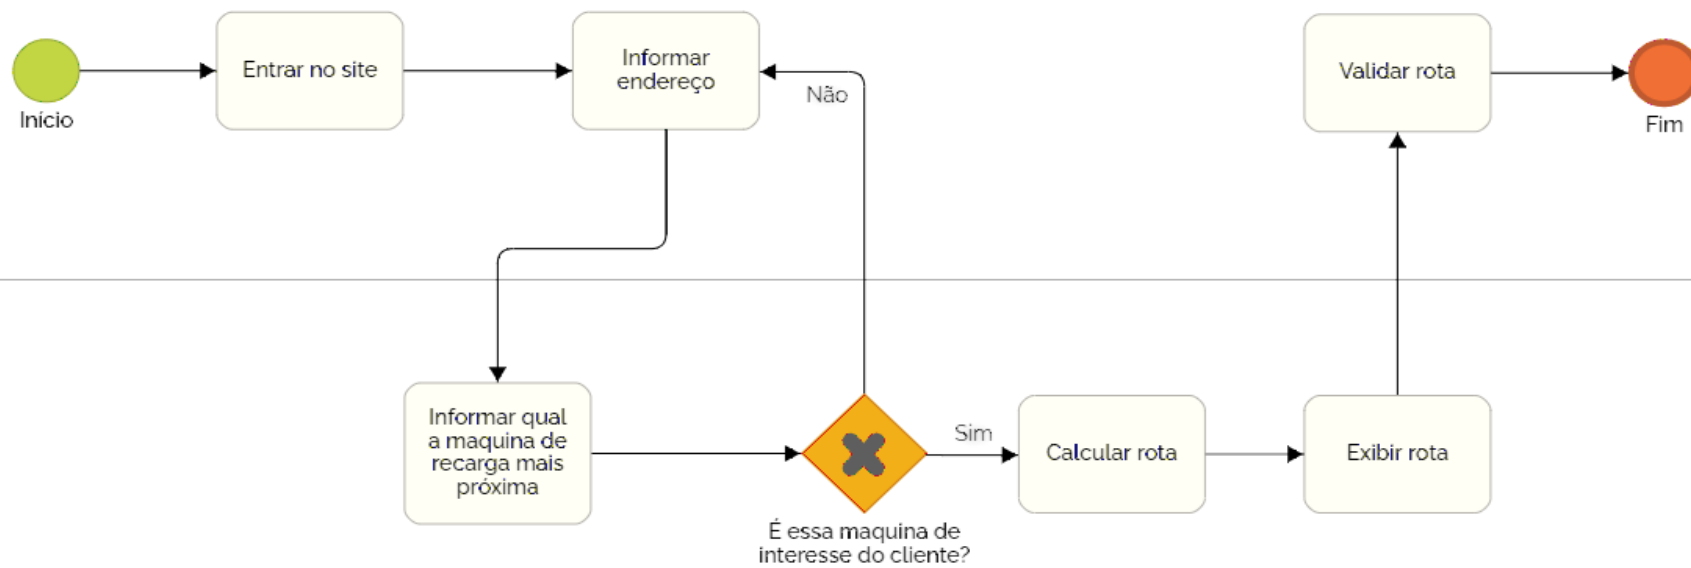 Início
Entrar no site
Informar
endereço
Não
Validar rota
Fim
Informar qual
a maquina de
recarga mais
próxima
É essa maquina de
interesse do cliente?
Sim
Calcular rota
Exibir rota